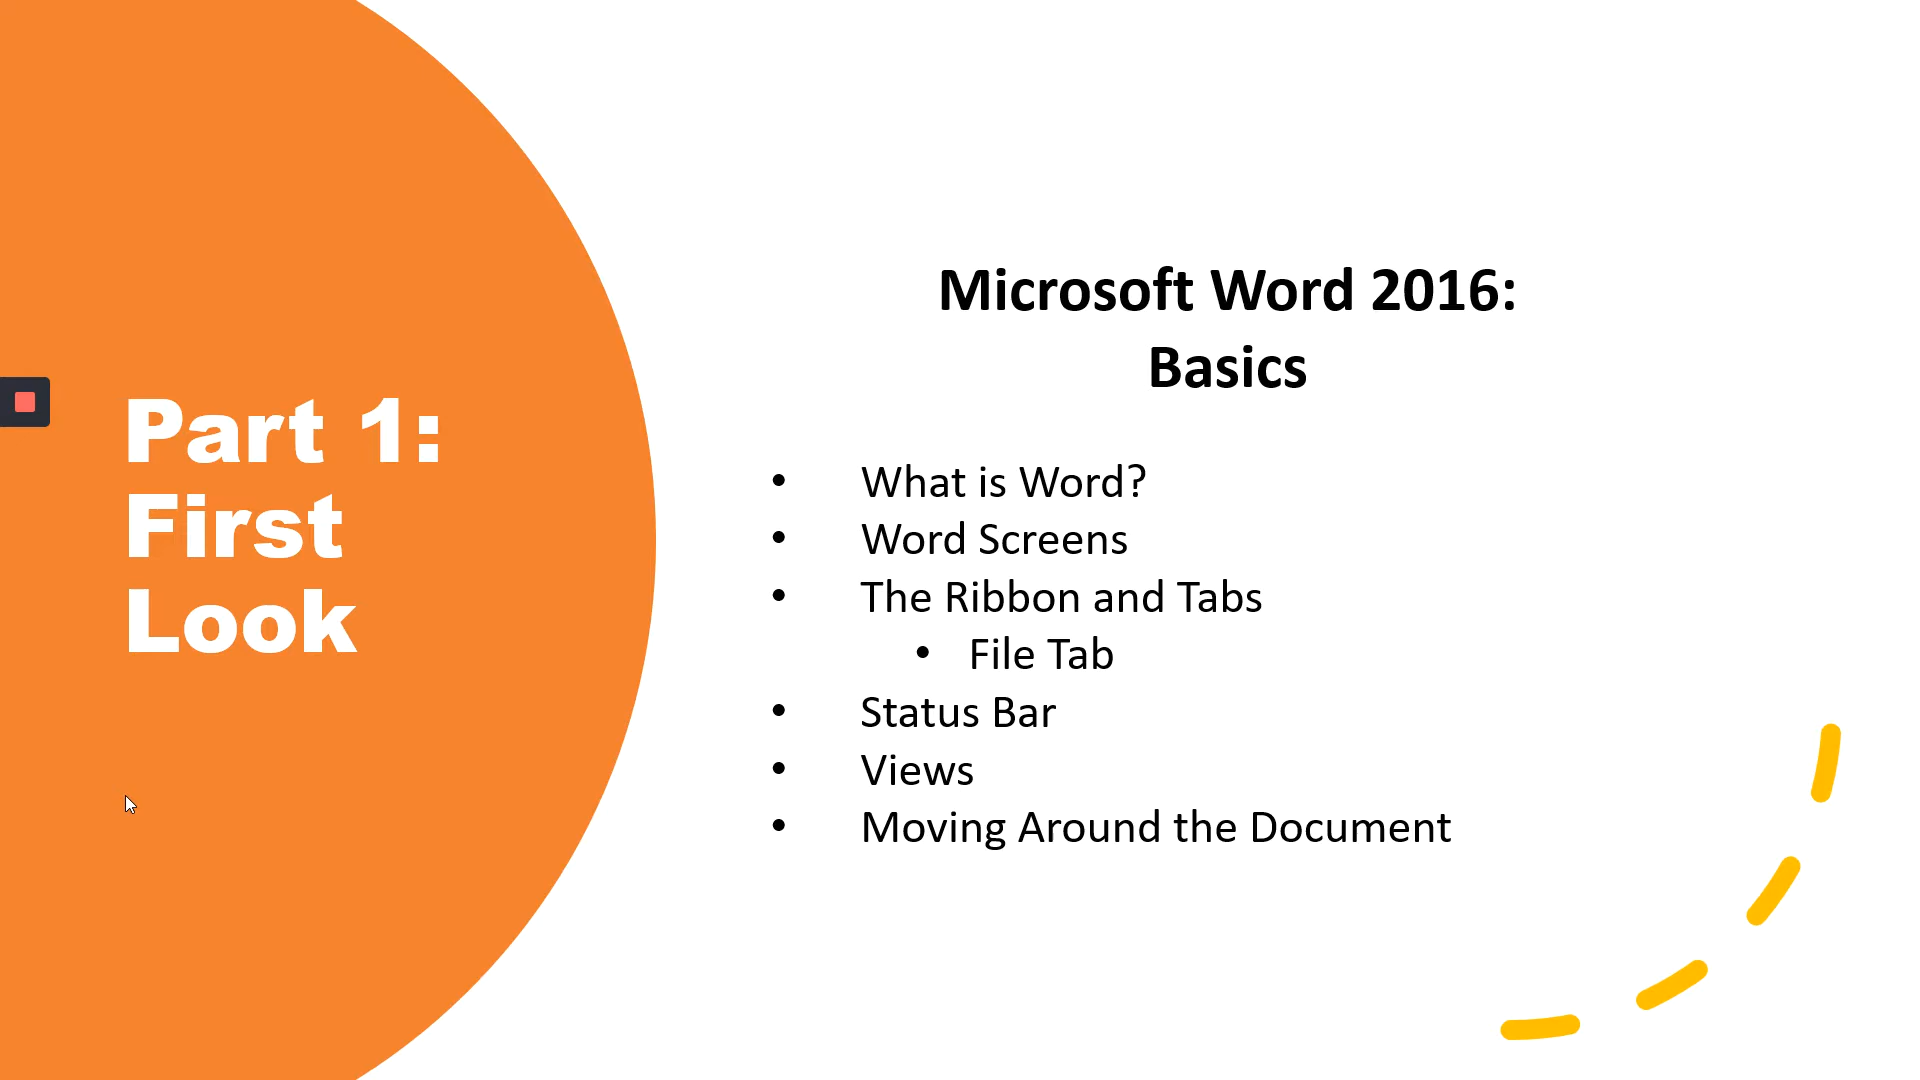 Part 1:
First
Look
Microsoft Word 2016:
Basics
• What is Word?
• Word Screens
• The Ribbon and Tabs
• File Tab
• Status Bar
• Views
• Moving Around the Document